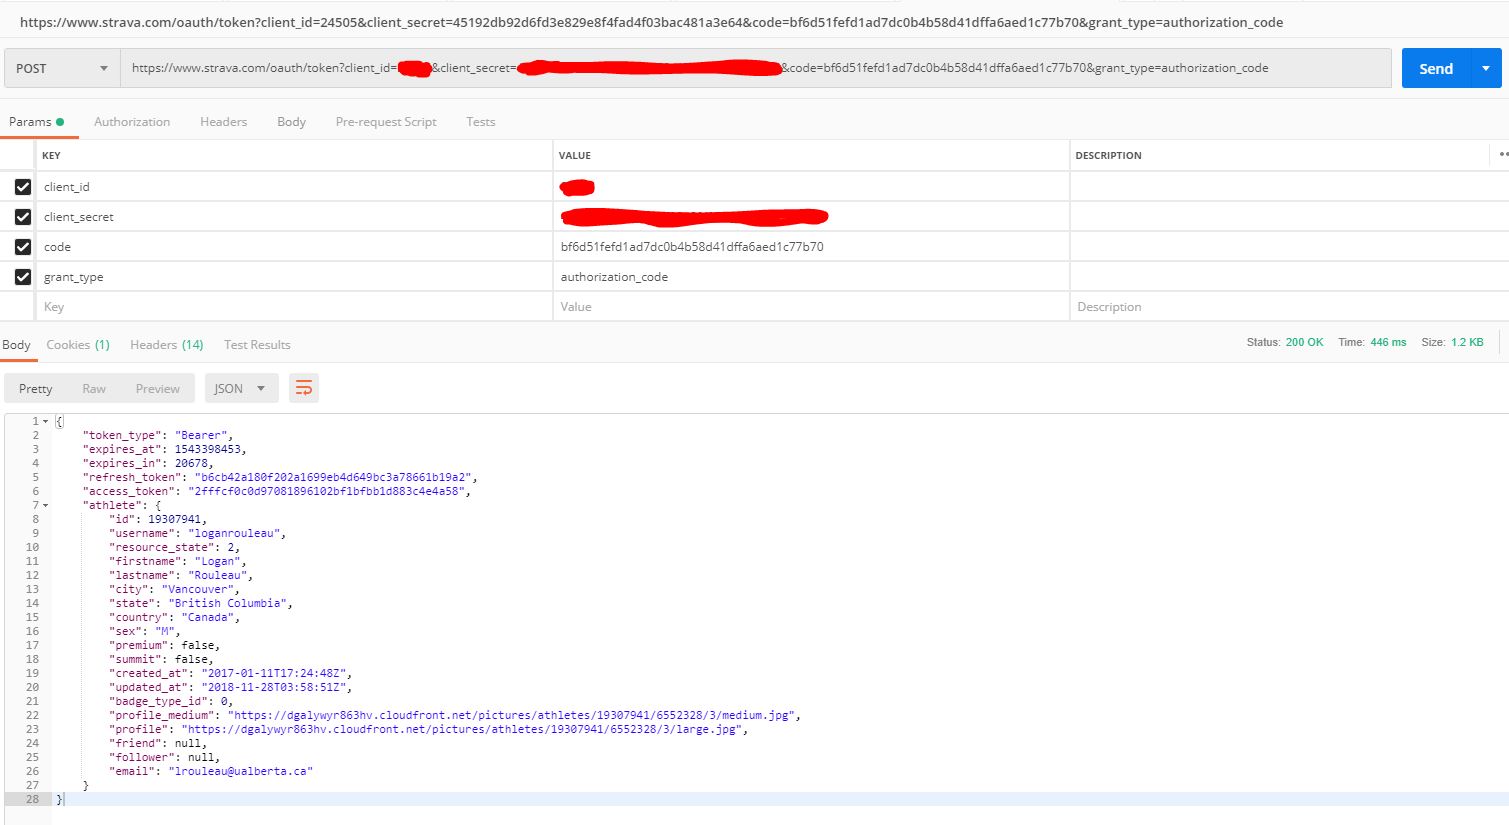 https://www.strava.com/oauth/token?client_id=24505&client_secret=45192db92d6fd3e829e8f4fad4f03bac481a3e64&code=bf6d51fefd1ad7dc0b4b58d41dffa6aed1c77b70&grant_type=authorization_code
POST https://www.strava.com/oauth/token?client_id= &client_secret= &code=bf6d51fefd1ad7dc0b4b58d41dffa6aed1c77b70&grant_type=authorization_code Send
Params Authorization Headers Body Pre-request Script Tests
KEY VALUE DESCRIPTION
client_id
client_secret
code bf6d51fefd1ad7dc0b4b58d41dffa6aed1c77b70
grant_type authorization_code
Key Value Description
Body Cookies (1) Headers (14) Test Results Status: 200 OK Time: 446 ms Size: 1.2 KB
Pretty Raw Preview JSON
1 {
2 "token_type": "Bearer",
3 "expires_at": 1543398453,
4 "expires_in": 20678,
5 "refresh_token": "b6cb42a180f202a1699eb4d649bc3a78661b19a2",
6 "access_token": "2fffcf0c0d97081896102bf1bfbb1d883c4e4a58",
7 "athlete": {
8 "id": 19307941,
9 "username": "loganrouleau",
10 "resource_state": 2,
11 "firstname": "Logan",
12 "lastname": "Rouleau",
13 "city": "Vancouver",
14 "state": "British Columbia",
15 "country": "Canada",
16 "sex": "M",
17 "premium": false,
18 "summit": false,
19 "created_at": "2017-01-11T17:24:48Z",
20 "updated_at": "2018-11-28T03:58:51Z",
21 "badge_type_id": 0,
22 "profile_medium": "https://dgalywyr863hv.cloudfront.net/pictures/athletes/19307941/6552328/3/medium.jpg",
23 "profile": "https://dgalywyr863hv.cloudfront.net/pictures/athletes/19307941/6552328/3/large.jpg",
24 "friend": null,
25 "follower": null,
26 "email": "lrouleau@ualberta.ca"
27 }
28 }